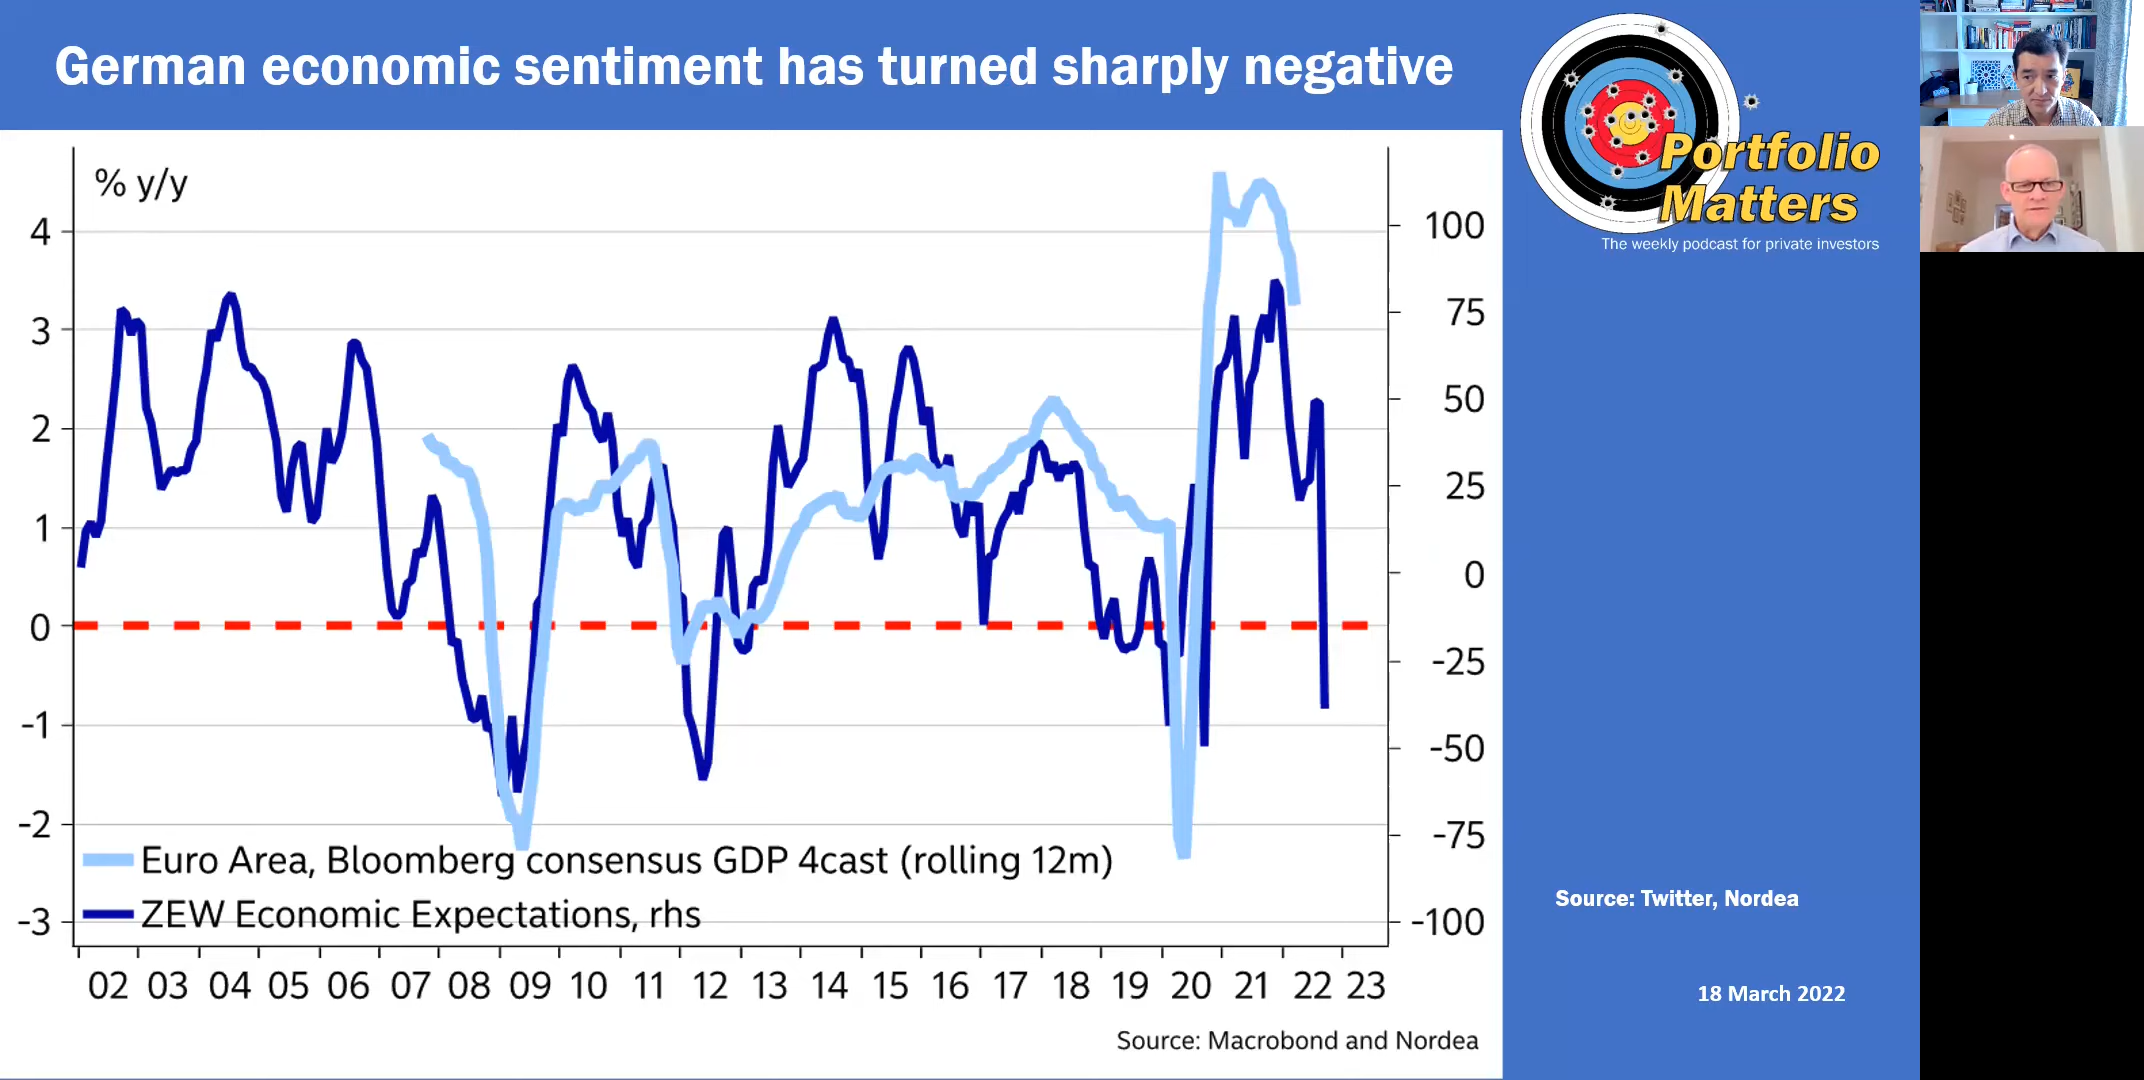 German economic sentiment has turned sharply negative
Portfolio
Matters
The weekly podcast for private investors
% y/y
4
3
2
1
0
-1
-2
-3
100
75
50
25
0
-25
-50
-75
-100
Euro Area, Bloomberg consensus GDP 4cast (rolling 12m)
ZEW Economic Expectations, rhs
02 03 04 05 06 07 08 09 10 11 12 13 14 15 16 17 18 19 20 21 22 23
Source: Macrobond and Nordea
Source: Twitter, Nordea
18 March 2022